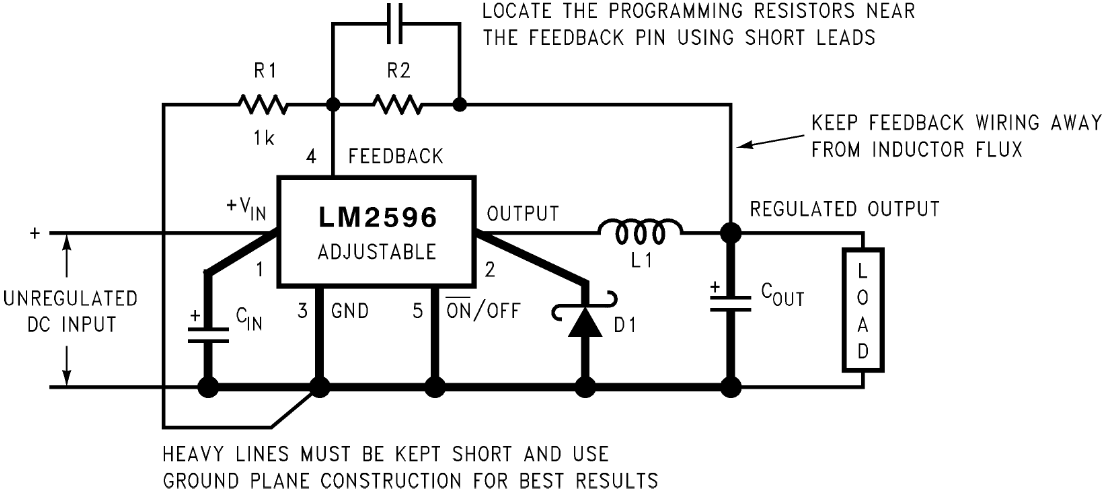 LOCATE THE PROGRAMMING RESISTORS NEAR
THE FEEDBACK PIN USING SHORT LEADS
R1
R2
1k
KEEP FEEDBACK WIRING AWAY
FROM INDUCTOR FLUX
4 FEEDBACK
+VIN
LM2596
ADJUSTABLE
OUTPUT
REGULATED OUTPUT
+
1
2
L1
LOAD
UNREGULATED
DC INPUT
+ CIN
3 GND
5 ON/OFF
D1
+ COUT
HEAVY LINES MUST BE KEPT SHORT AND USE
GROUND PLANE CONSTRUCTION FOR BEST RESULTS